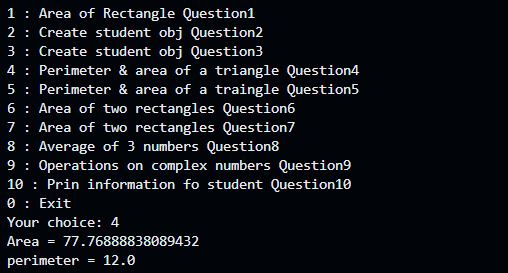 1 : Area of Rectangle Question1
2 : Create student obj Question2
3 : Create student obj Question3
4 : Perimeter & area of a triangle Question4
5 : Perimeter & area of a traingle Question5
6 : Area of two rectangles Question6
7 : Area of two rectangles Question7
8 : Average of 3 numbers Question8
9 : Operations on complex numbers Question9
10 : Prin information fo student Question10
0 : Exit
Your choice: 4
Area = 77.76888838089432
perimeter = 12.0